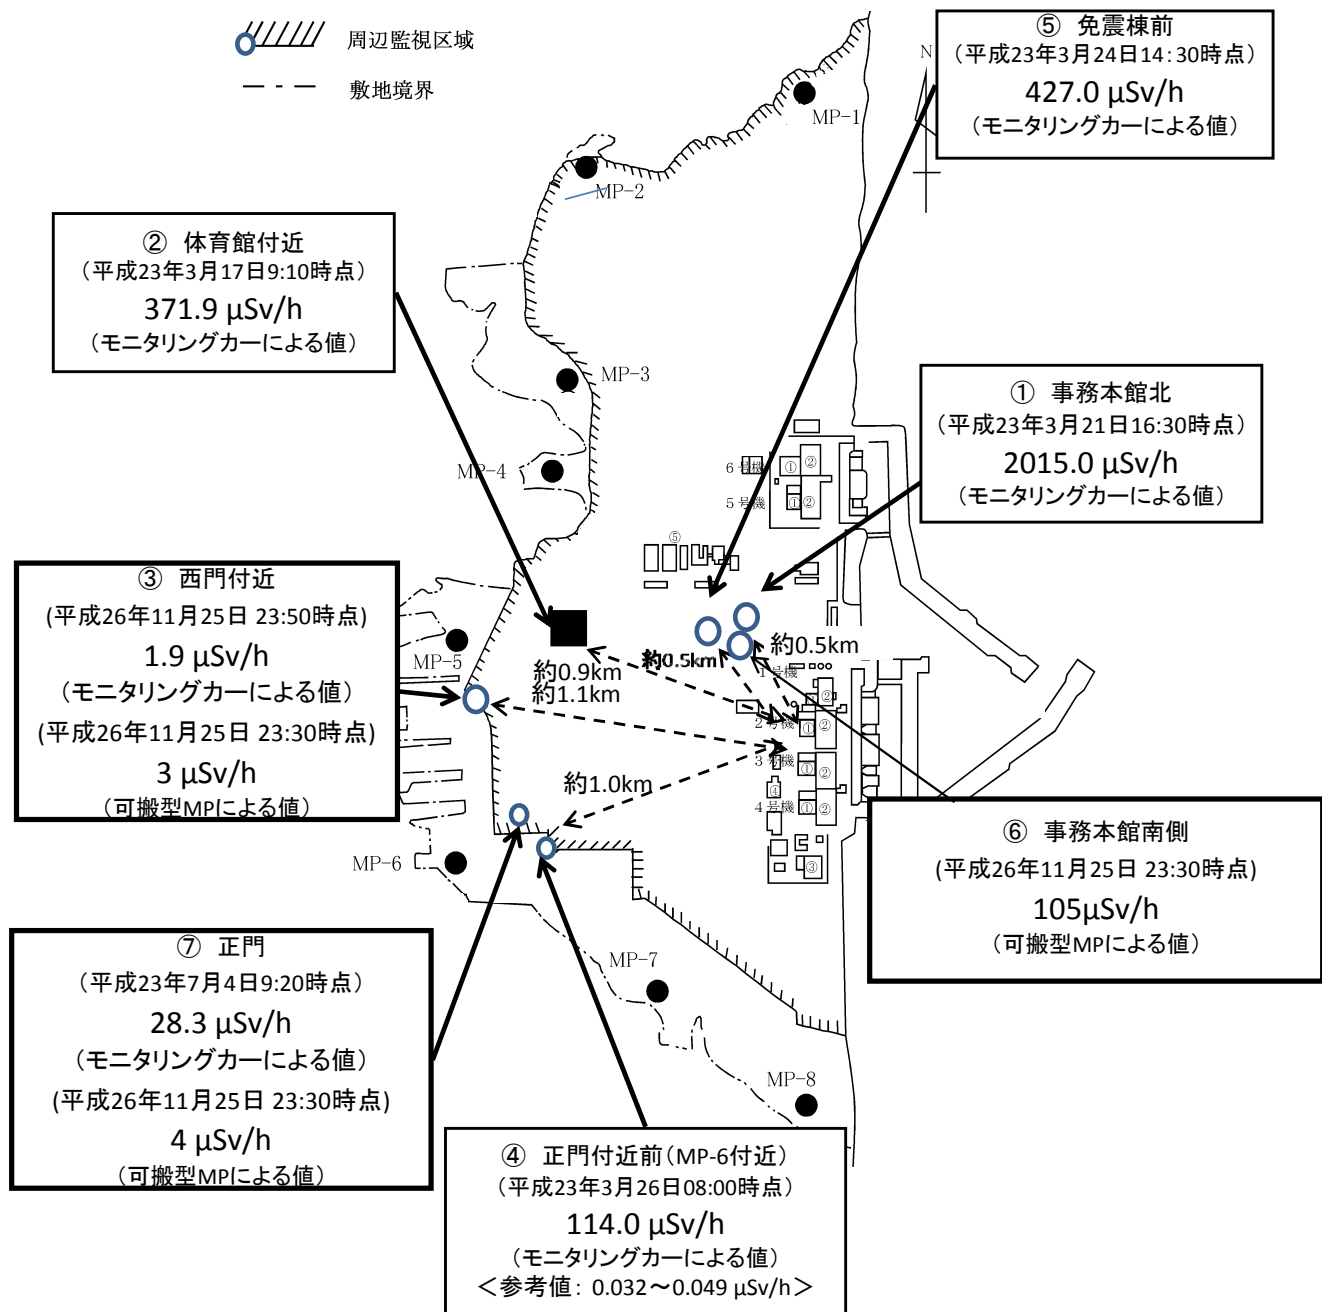 周辺監視区域
敷地境界
⑤ 免震棟前
（平成23年3月24日14：30時点）
427.0 μSv/h
（モニタリングカーによる値）
N
MP-1
MP-2
② 体育館付近
（平成23年3月17日9:10時点）
371.9 μSv/h
（モニタリングカーによる値）
MP-3
① 事務本館北
（平成23年3月21日16:30時点）
2015.0 μSv/h
（モニタリングカーによる値）
MP-4
6号機
①
②
5号機
①
②
⑤
③ 西門付近
(平成26年11月25日 23:50時点)
1.9 μSv/h
（モニタリングカーによる値）
(平成26年11月25日 23:30時点)
3 μSv/h
（可搬型MPによる値）
MP-5
約0.9km
約1.1km
約0.5km
約0.5km
約1.0km
1号機
②
2号機
①
②
3号機
①
②
④
4号機
①
②
③
MP-6
⑥ 事務本館南側
(平成26年11月25日 23:30時点)
105μSv/h
（可搬型MPによる値）
⑦ 正門
（平成23年7月4日9:20時点）
28.3 μSv/h
（モニタリングカーによる値）
(平成26年11月25日 23:30時点)
4 μSv/h
（可搬型MPによる値）
MP-7
MP-8
④ 正門付近前（MP-6付近）
（平成23年3月26日08:00時点）
114.0 μSv/h
（モニタリングカーによる値）
＜参考値： 0.032～0.049 μSv/h＞